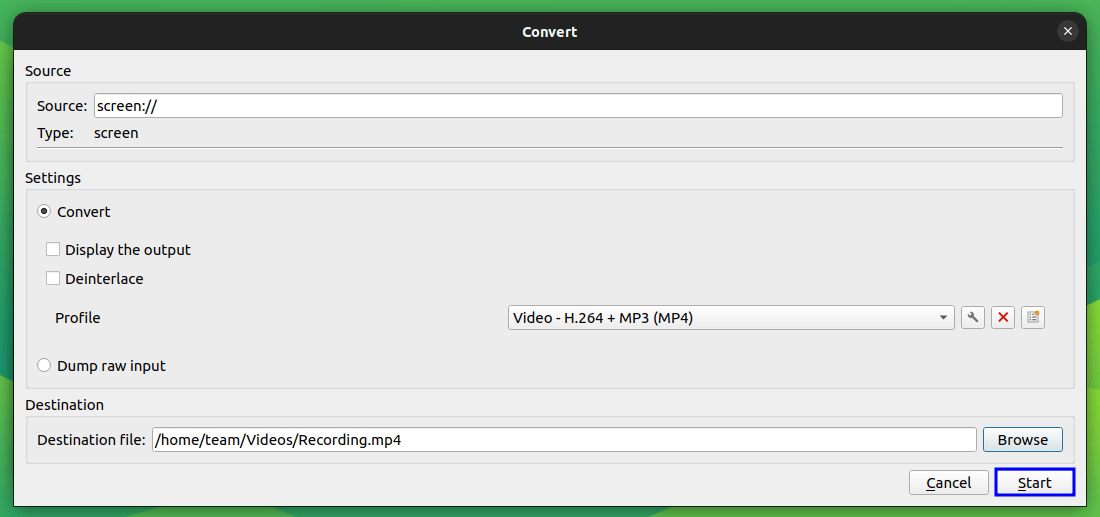 Convert
Source
Source: screen://
Type: screen
Settings
Convert
Display the output
Deinterlace
Profile Video - H.264 + MP3 (MP4)
Dump raw input
Destination
Destination file: /home/team/Videos/Recording.mp4 Browse
Cancel Start